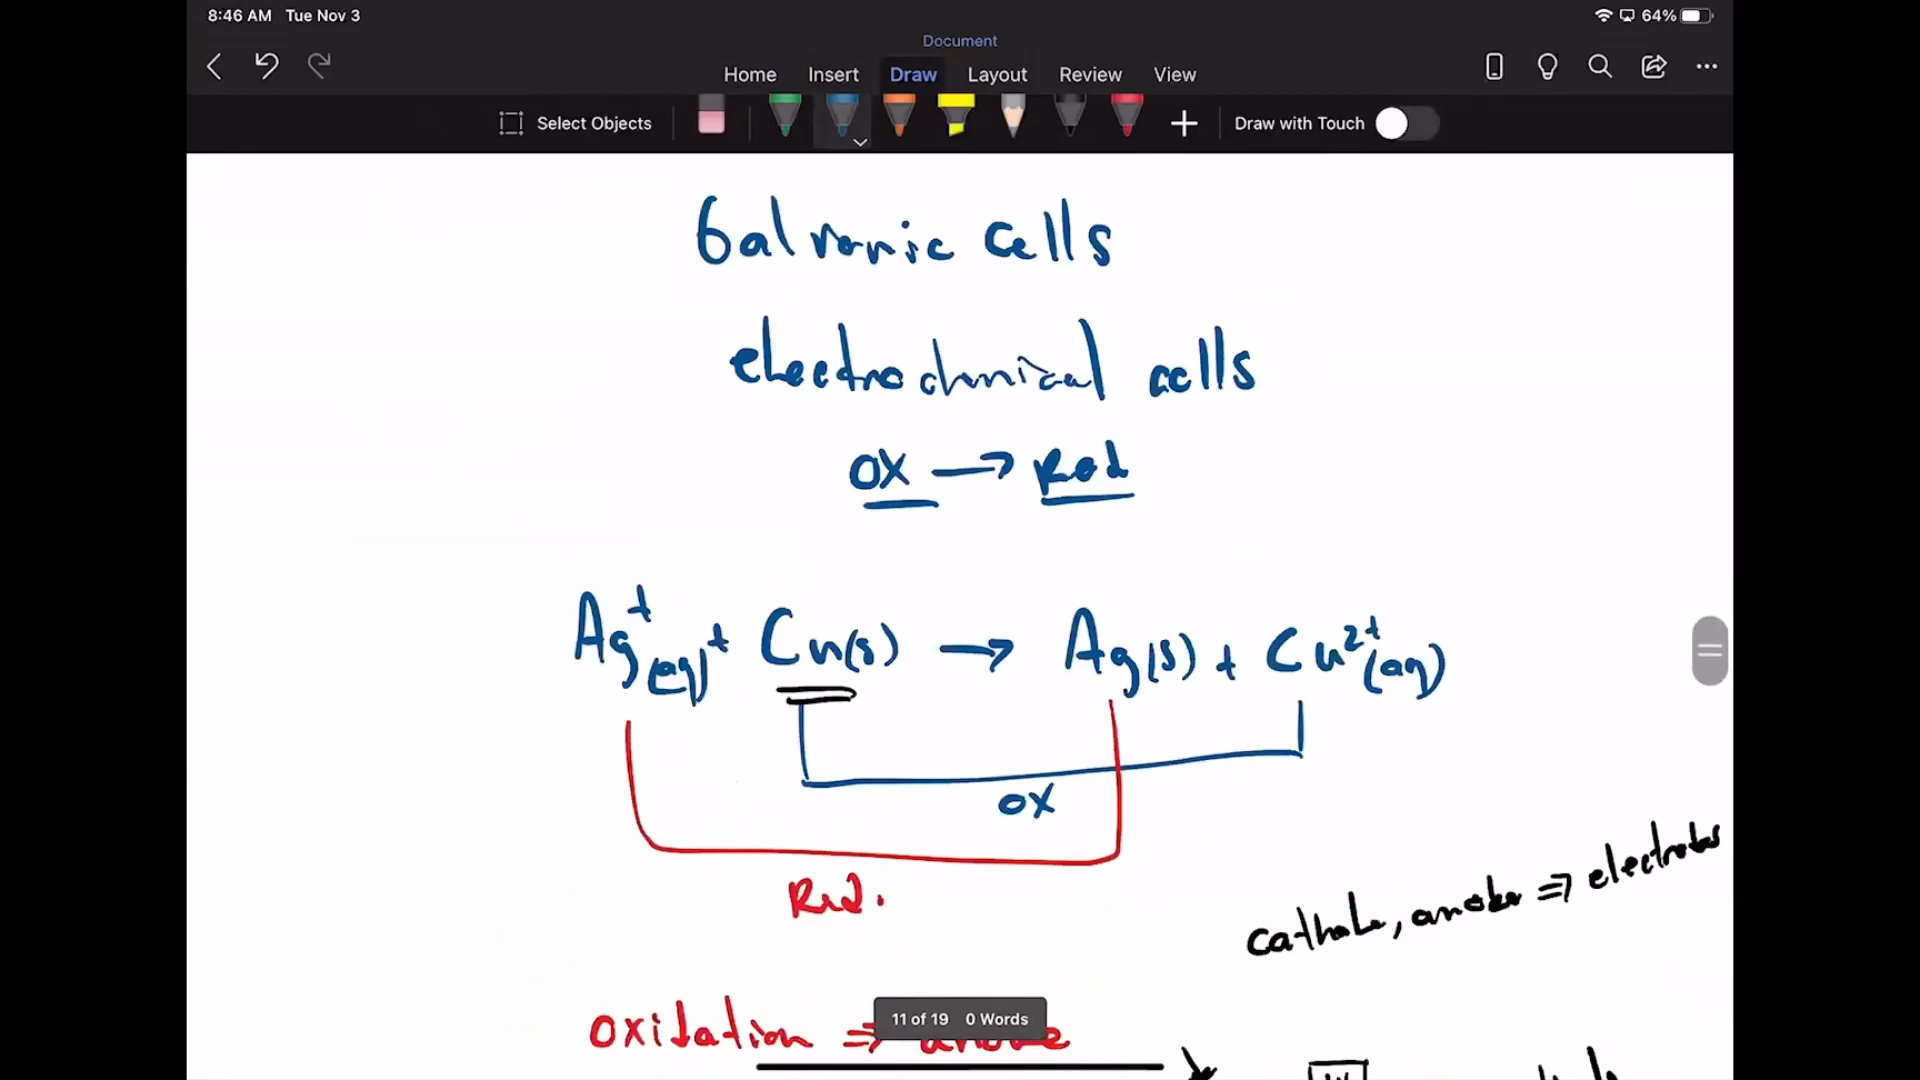 8:46 AM Tue Nov 3
64%
Document
Home Insert Draw Layout Review View
Select Objects
Draw with Touch
Galvanic cells
electrochemical cells
OX → Red
Ag⁺(aq) + Cu(s) → Ag(s) + Cu²⁺(aq)
OX
Red.
cathode, anode ⇒ electrodes
oxidation ⇒ anode
11 of 19 0 Words